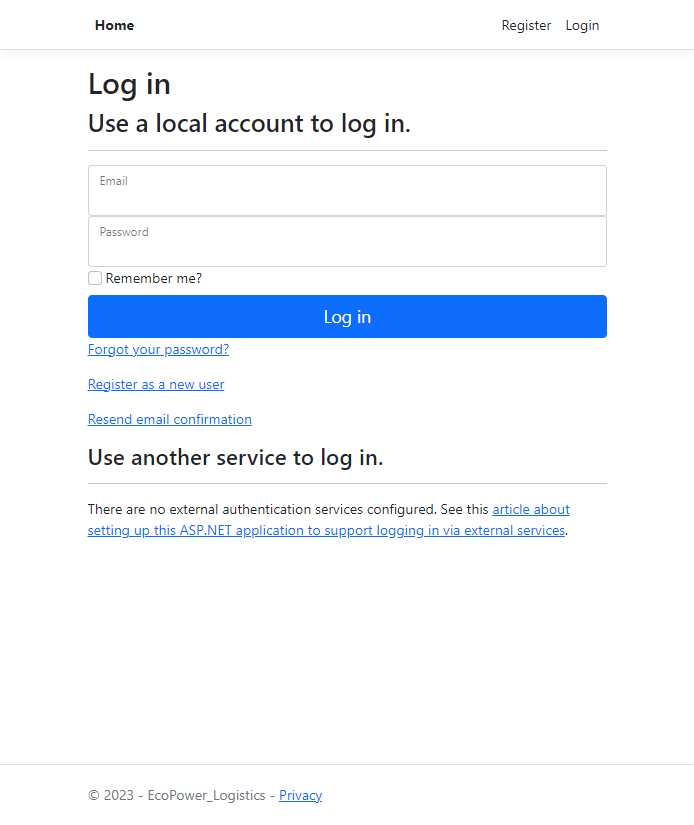 Home Register Login
Log in
Use a local account to log in.
Email
Password
Remember me?
Log in
Forgot your password?
Register as a new user
Resend email confirmation
Use another service to log in.
There are no external authentication services configured. See this article about
setting up this ASP.NET application to support logging in via external services.
© 2023 - EcoPower_Logistics - Privacy